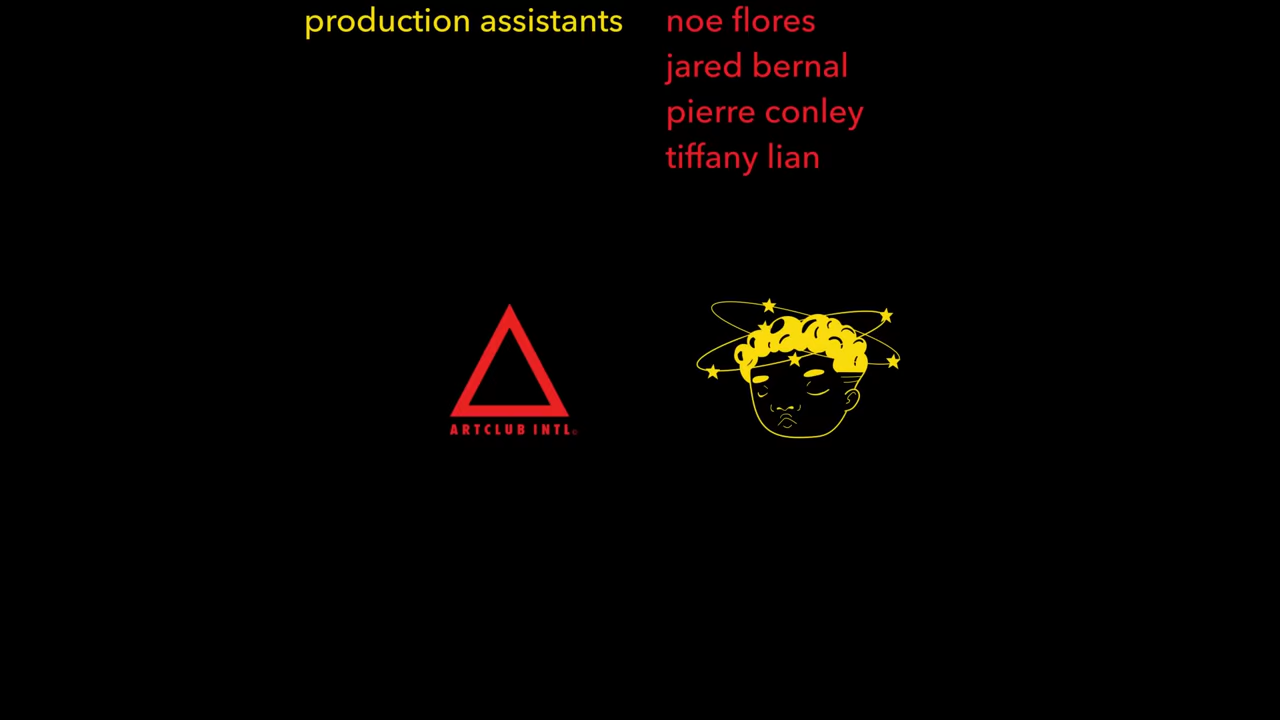 production assistants noe flores
jared bernal
pierre conley
tiffany lian
ARTCLUB INTL©